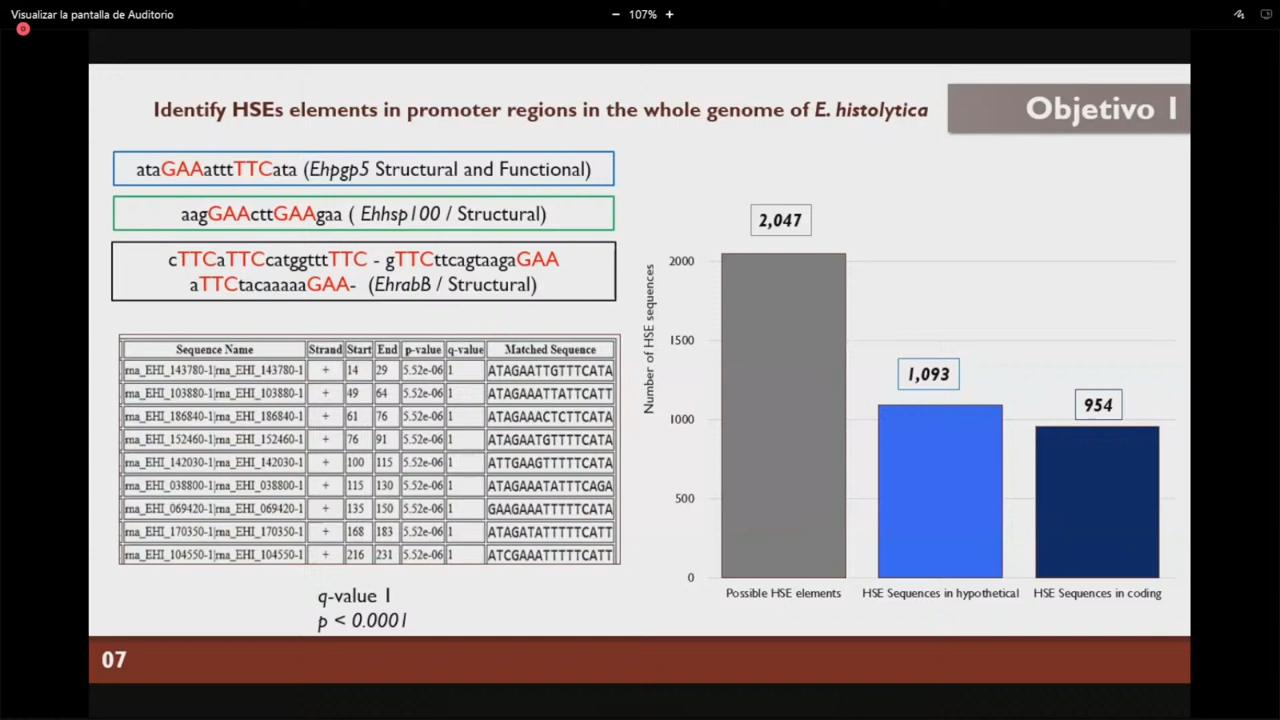 Visualizar la pantalla de Auditorio
− 107% +
Identify HSEs elements in promoter regions in the whole genome of E. histolytica
Objetivo 1
ataGAAatttTTCata (Ehpgp5 Structural and Functional)
aagGAActtGAAgaa ( Ehhsp100 / Structural)
cTTCaTTCcatggtttTTC - gTTCttcagtaagaGAA
aTTCtacaaaaaGAA- (EhrabB / Structural)
Sequence Name Strand Start End p-value q-value Matched Sequence
rna_EHI_143780-1|rna_EHI_143780-1 + 14 29 5.52e-06 1 ATAGAATTGTTTCATA
rna_EHI_103880-1|rna_EHI_103880-1 + 49 64 5.52e-06 1 ATAGAAATTATTCATT
rna_EHI_186840-1|rna_EHI_186840-1 + 61 76 5.52e-06 1 ATAGAAACTCTTCATA
rna_EHI_152460-1|rna_EHI_152460-1 + 76 91 5.52e-06 1 ATAGAATGTTTTCATA
rna_EHI_142030-1|rna_EHI_142030-1 + 100 115 5.52e-06 1 ATTGAAGTTTTTCATA
rna_EHI_038800-1|rna_EHI_038800-1 + 115 130 5.52e-06 1 ATAGAAATATTTCAGA
rna_EHI_069420-1|rna_EHI_069420-1 + 135 150 5.52e-06 1 GAAGAAATTTTTCATA
rna_EHI_170350-1|rna_EHI_170350-1 + 168 183 5.52e-06 1 ATAGATATTTTTCATT
rna_EHI_104550-1|rna_EHI_104550-1 + 216 231 5.52e-06 1 ATCGAAATTTTTCATT
q-value 1
p < 0.0001
Number of HSE sequences
2000
1500
1000
500
0
2,047
1,093
954
Possible HSE elements
HSE Sequences in hypothetical
HSE Sequences in coding
07